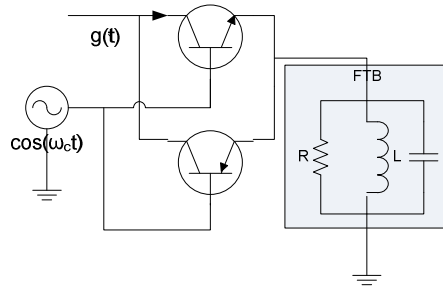 g(t)
FTB
cos(ωct)
R
L